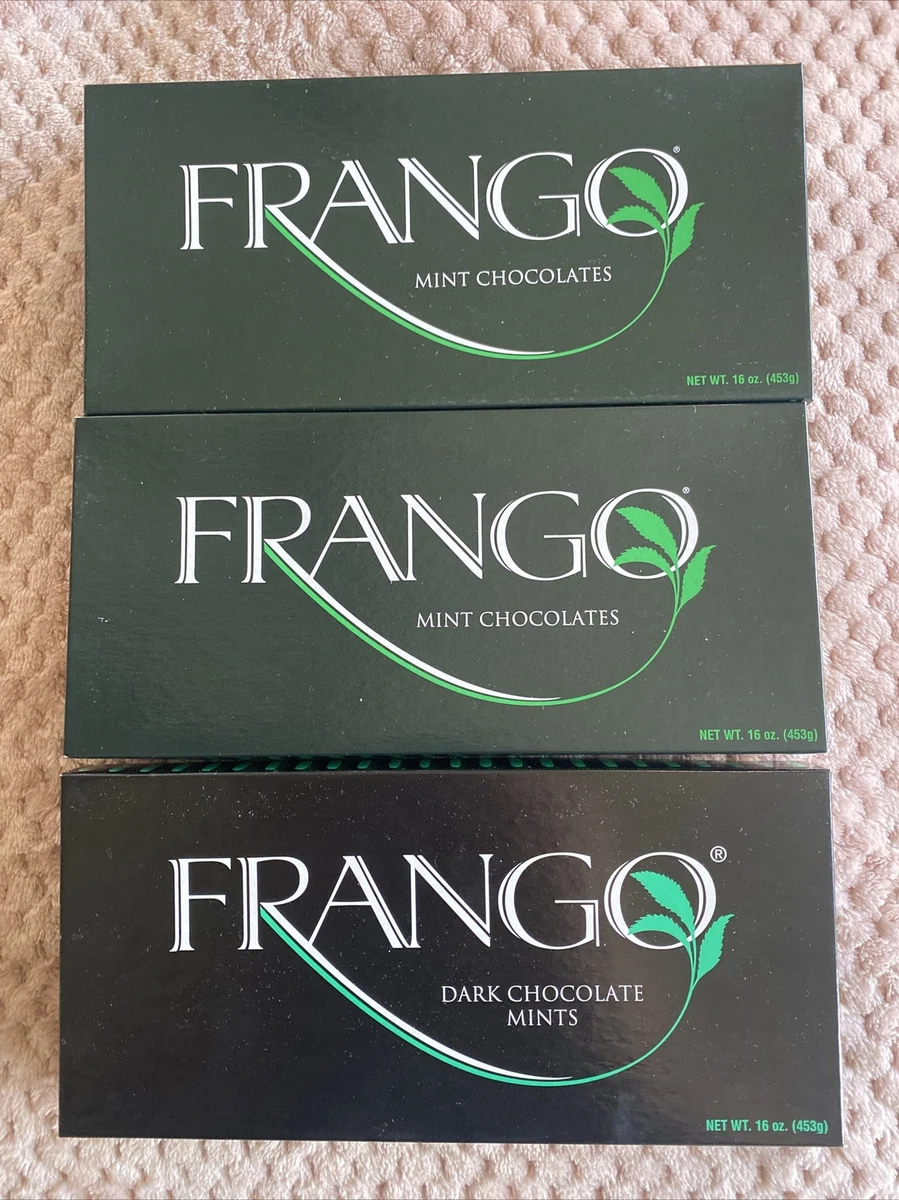 FRANGO®
MINT CHOCOLATES
NET WT. 16 oz. (453g)
FRANGO®
MINT CHOCOLATES
NET WT. 16 oz. (453g)
FRANGO®
DARK CHOCOLATE
MINTS
NET WT. 16 oz. (453g)